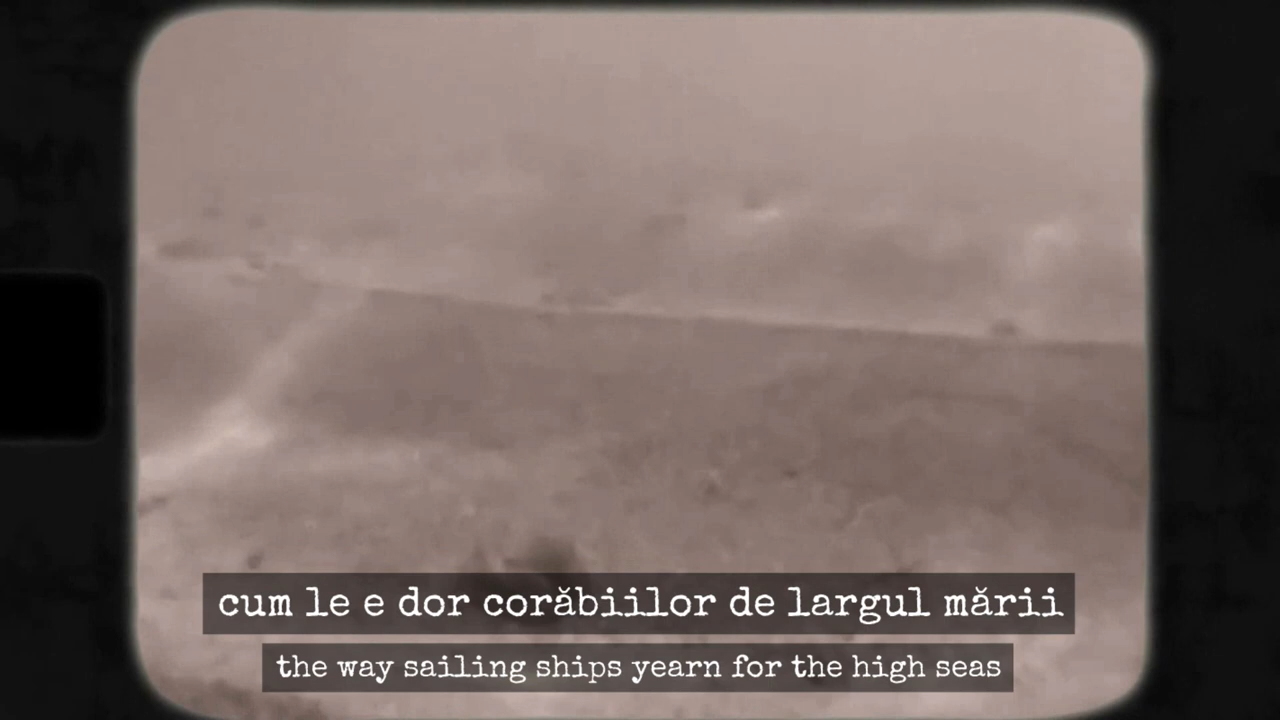 cum le e dor corăbiilor de largul mării
the way sailing ships yearn for the high seas